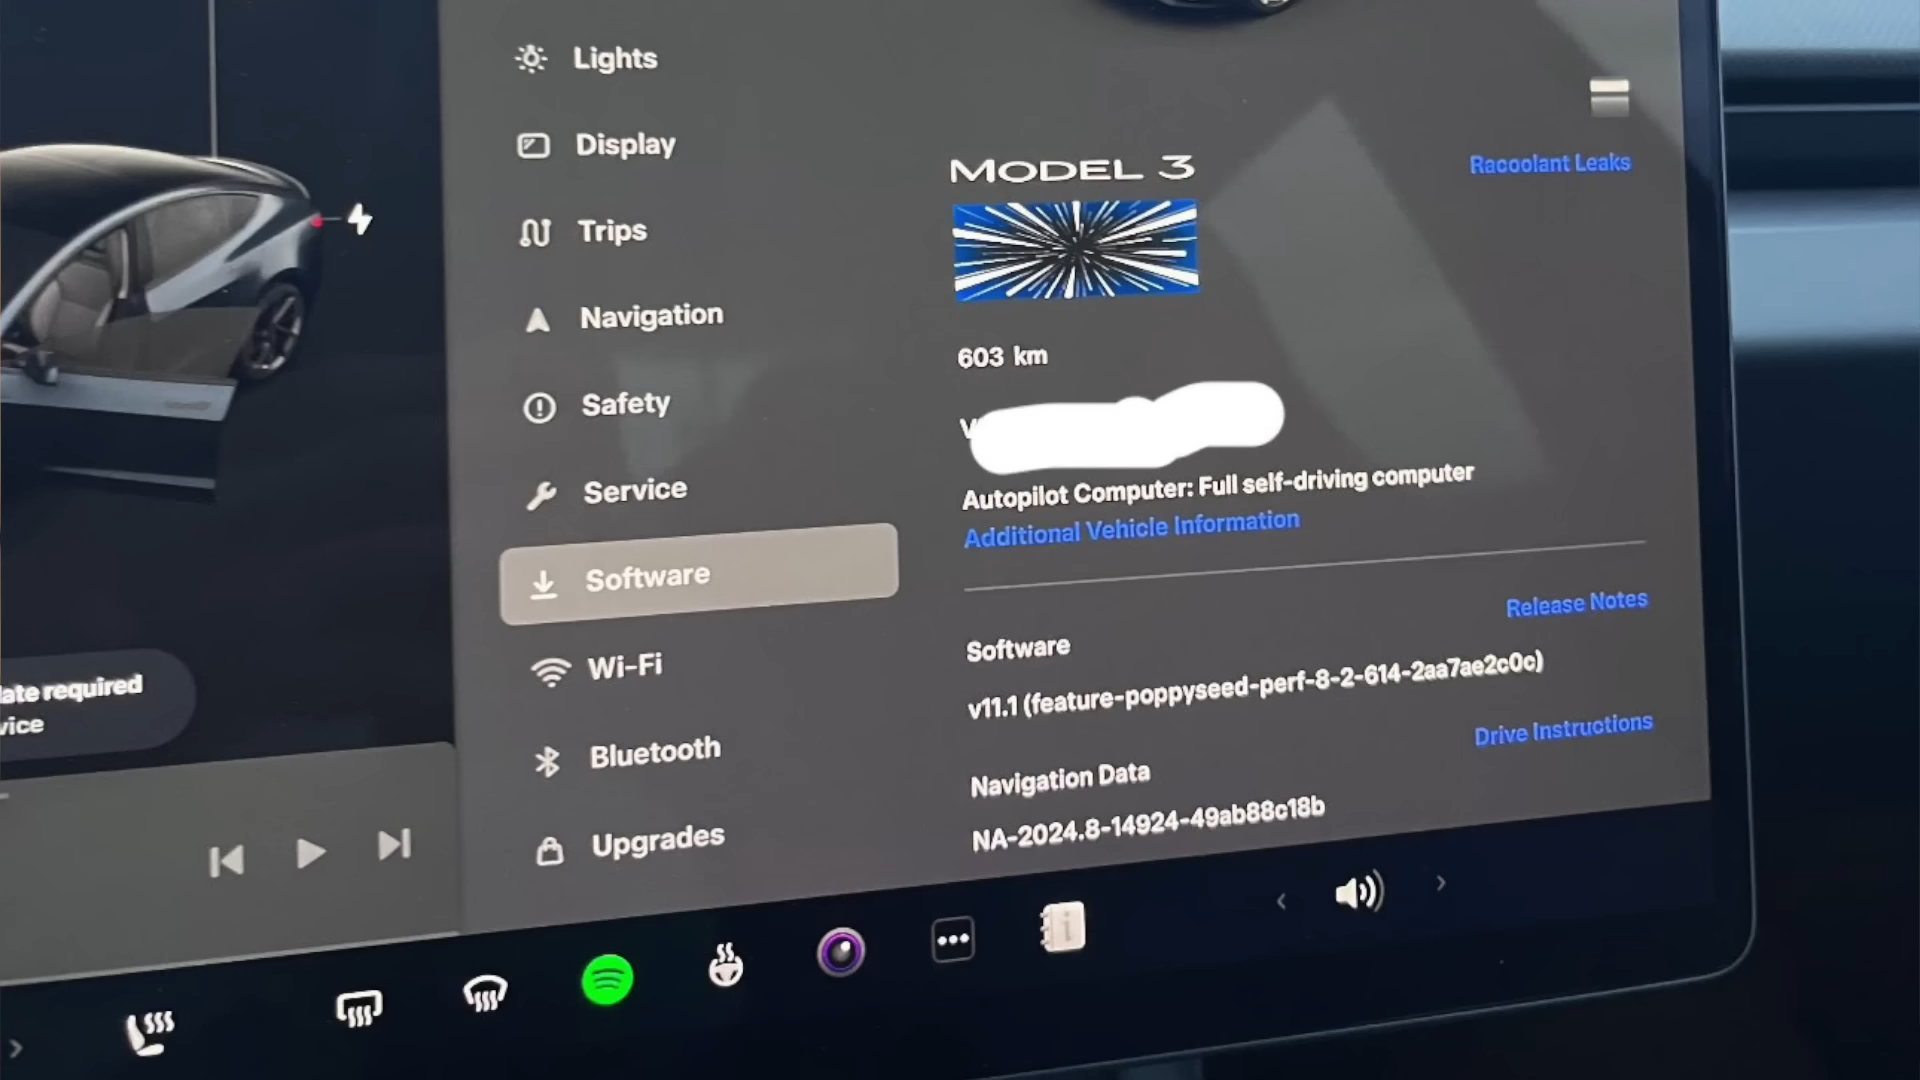 Lights
Display
Trips
Navigation
Safety
Service
Software
Wi-Fi
Bluetooth
Upgrades
MODEL 3
Racoolant Leaks
603 km
V
Autopilot Computer: Full self-driving computer
Additional Vehicle Information
Release Notes
Software
v11.1 (feature-poppyseed-perf-8-2-614-2aa7ae2c0c)
Drive Instructions
Navigation Data
NA-2024.8-14924-49ab88c18b
required